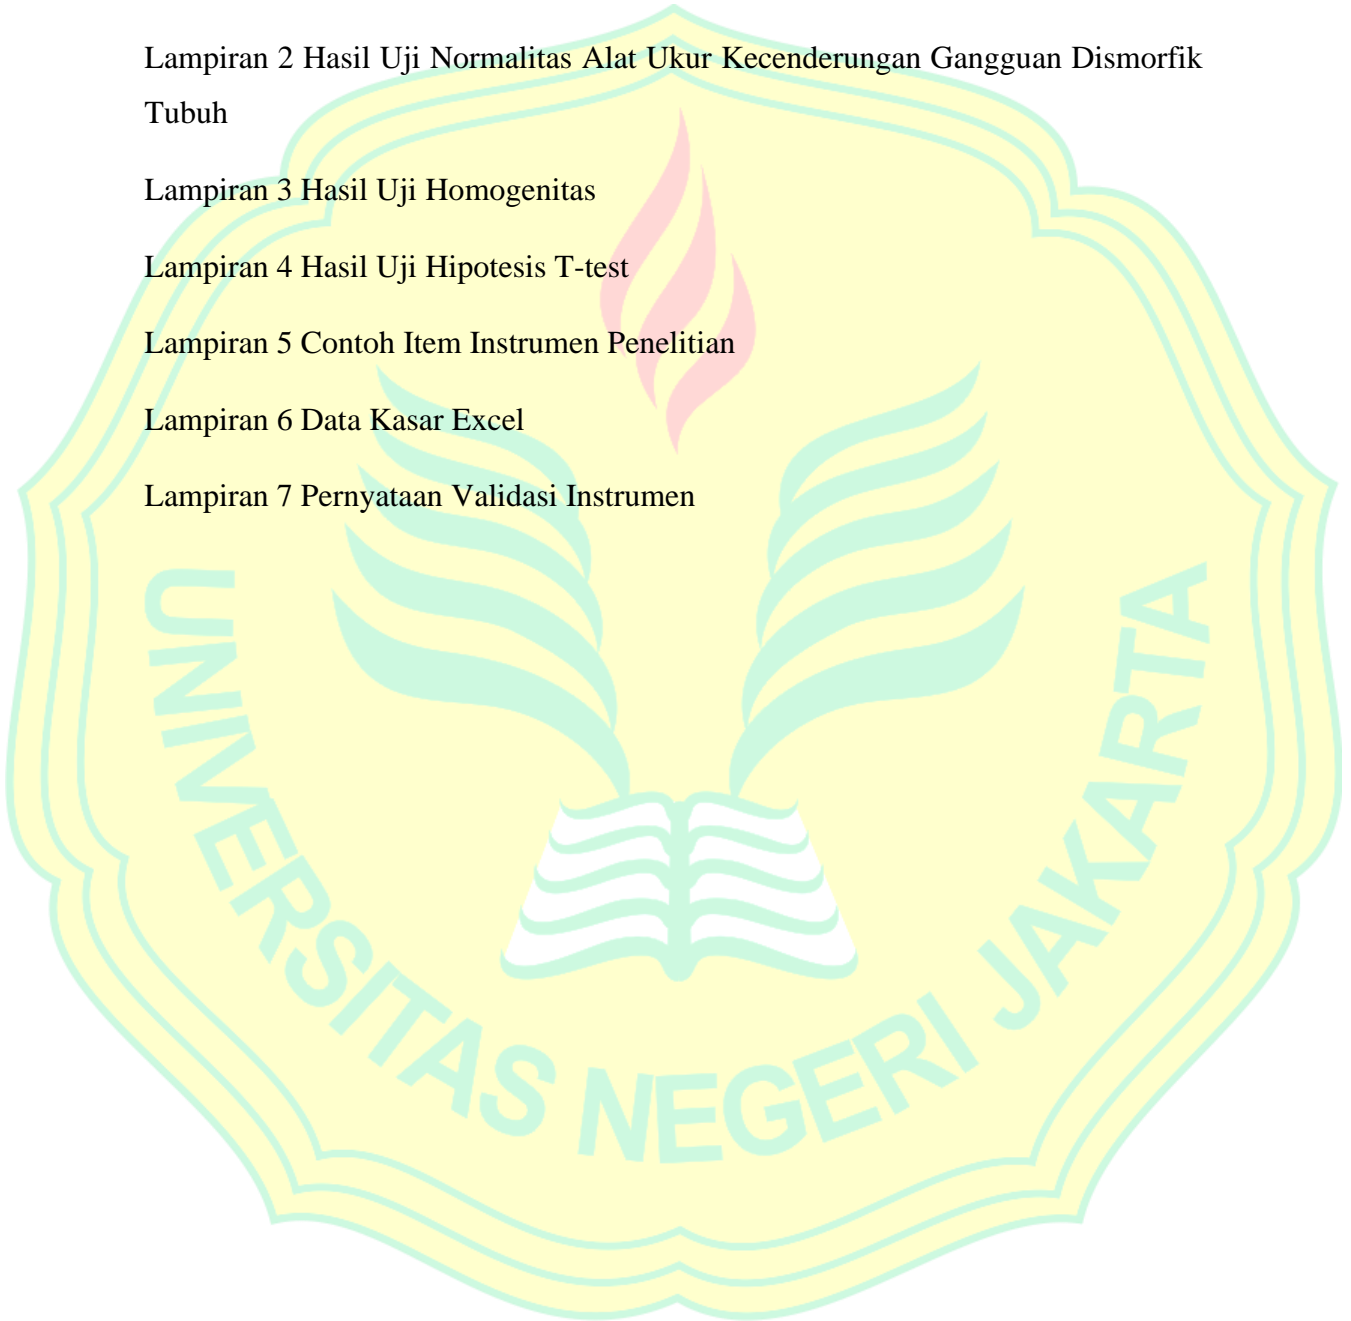 Lampiran 2 Hasil Uji Normalitas Alat Ukur Kecenderungan Gangguan Dismorfik
Tubuh
Lampiran 3 Hasil Uji Homogenitas
Lampiran 4 Hasil Uji Hipotesis T-test
Lampiran 5 Contoh Item Instrumen Penelitian
Lampiran 6 Data Kasar Excel
Lampiran 7 Pernyataan Validasi Instrumen
UNIVERSITAS NEGERI JAKARTA